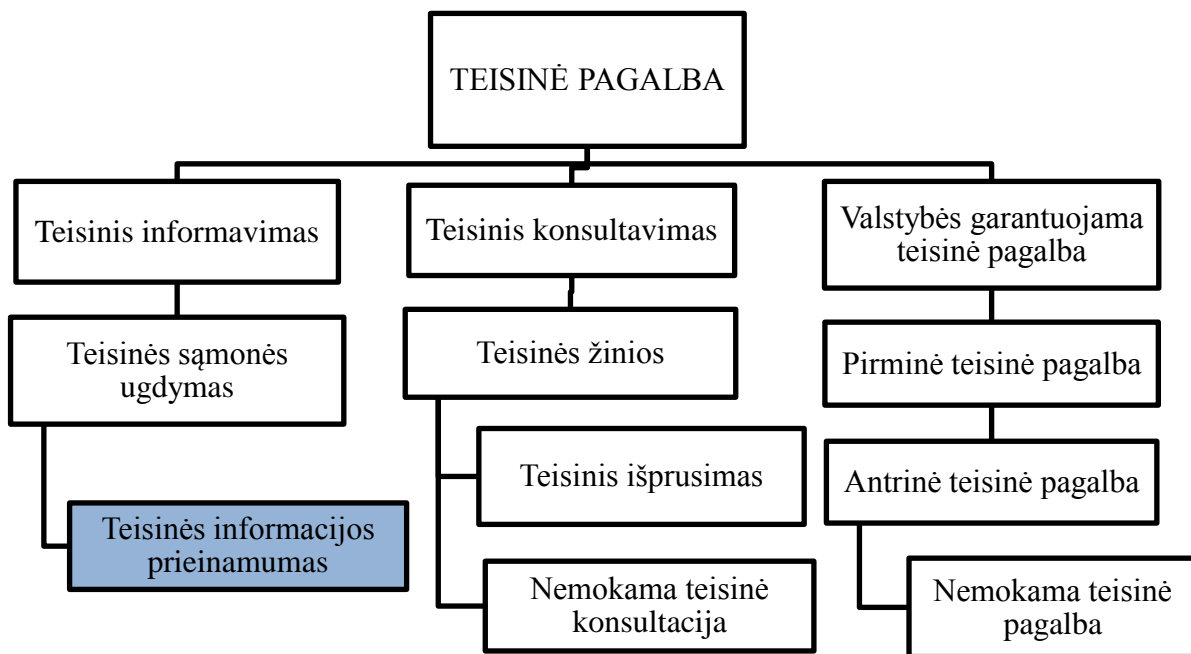 TEISINĖ PAGALBA
Teisinis informavimas
Teisinis konsultavimas
Valstybės garantuojama
teisinė pagalba
Teisinės sąmonės
ugdymas
Teisinės žinios
Pirminė teisinė pagalba
Teisinis išprusimas
Antrinė teisinė pagalba
Teisinės informacijos
prieinamumas
Nemokama teisinė
konsultacija
Nemokama teisinė
pagalba